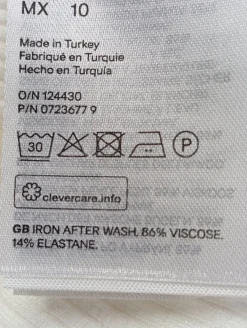 MX 10
Made in Turkey
Fabriqué en Turquie
Hecho en Turquía
O/N 124430
P/N 0723677 9
30 P
clevercare.info
GB IRON AFTER WASH. 86% VISCOSE,
14% ELASTANE.